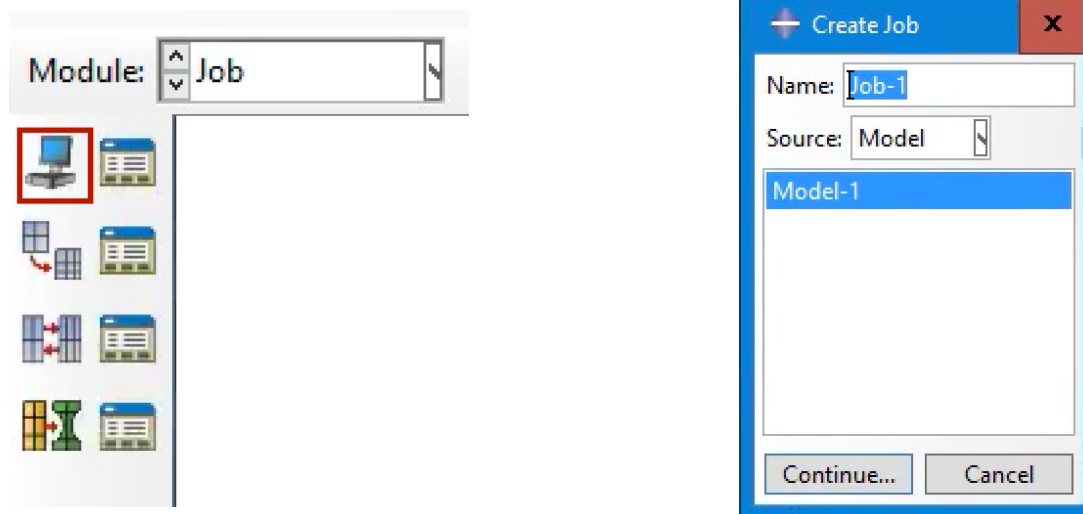 Module: Job
Create Job
Name: Job-1
Source: Model
Model-1
Continue... Cancel